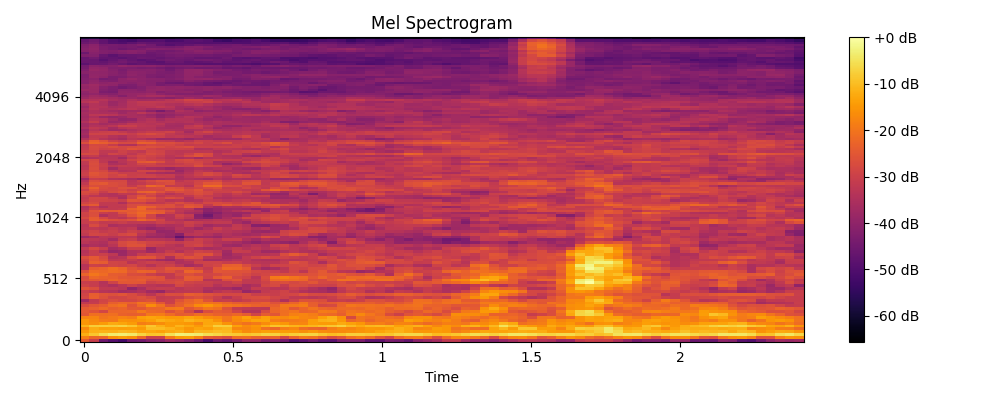 Mel Spectrogram
Hz
4096
2048
1024
512
0
0
0.5
1
1.5
2
Time
+0 dB
-10 dB
-20 dB
-30 dB
-40 dB
-50 dB
-60 dB